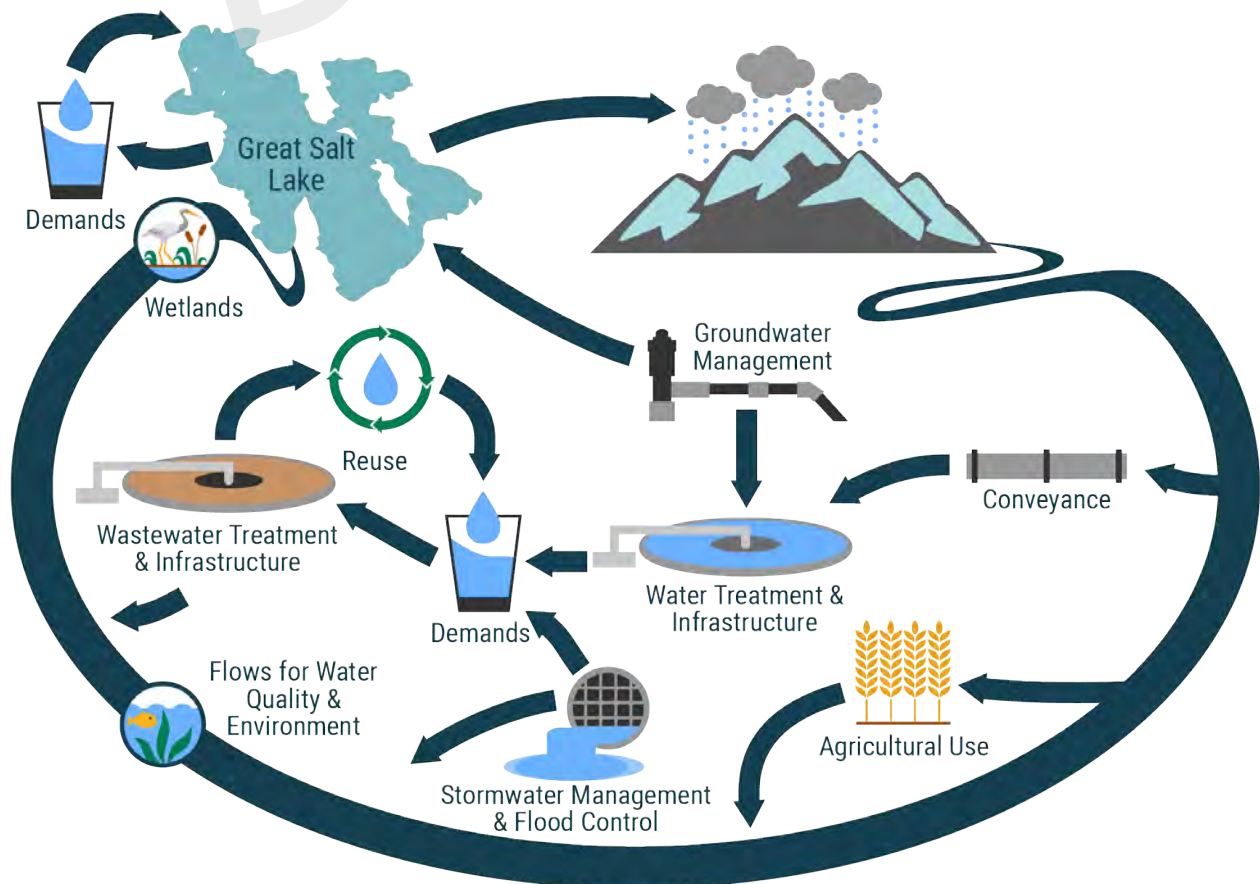 Great Salt
Lake
Demands
Wetlands
Groundwater
Management
Reuse
Conveyance
Wastewater Treatment
& Infrastructure
Water Treatment &
Infrastructure
Demands
Flows for Water
Quality &
Environment
Agricultural Use
Stormwater Management
& Flood Control